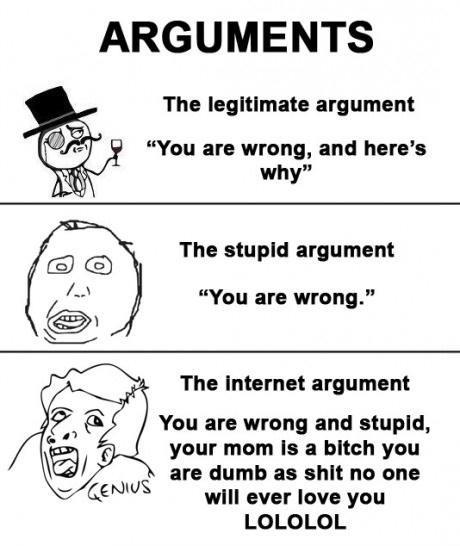 ARGUMENTS
The legitimate argument
“You are wrong, and here’s
why”
The stupid argument
“You are wrong.”
The internet argument
You are wrong and stupid,
your mom is a bitch you
are dumb as shit no one
will ever love you
LOLOLOL
GENIUS